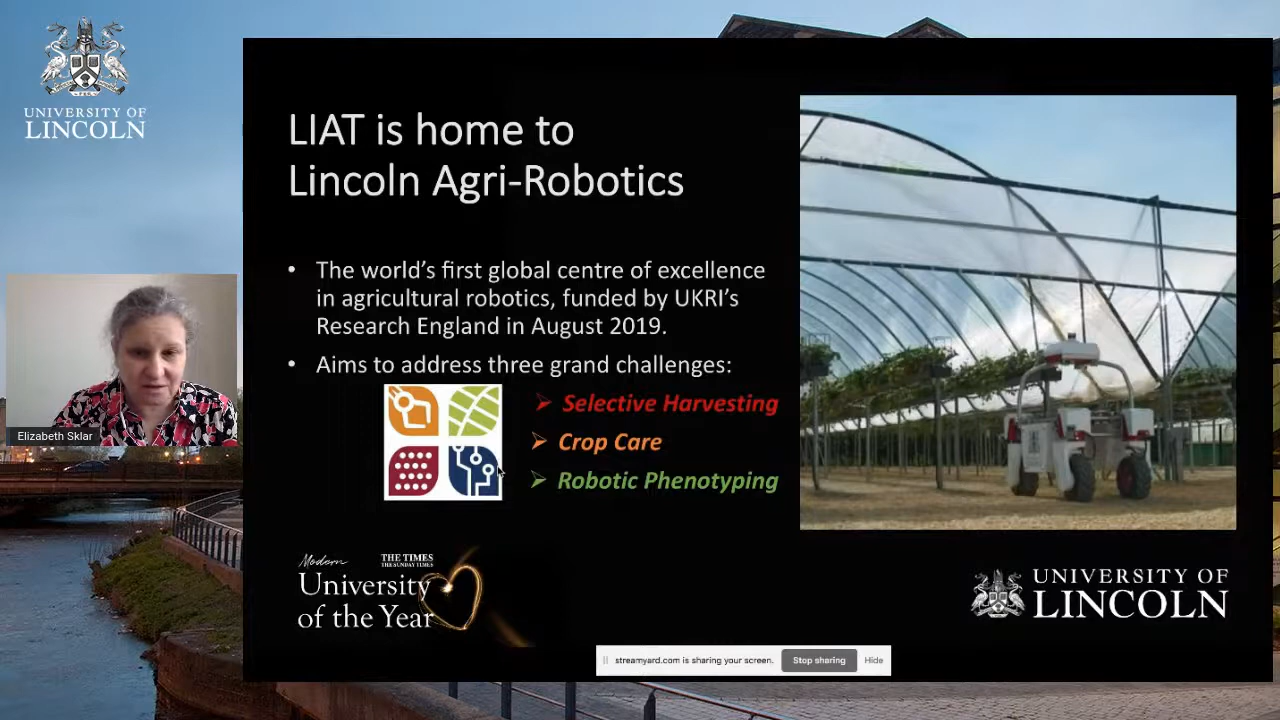 UNIVERSITY OF
LINCOLN
LIAT is home to
Lincoln Agri-Robotics
• The world’s first global centre of excellence
in agricultural robotics, funded by UKRI’s
Research England in August 2019.
• Aims to address three grand challenges:
➢ Selective Harvesting
➢ Crop Care
➢ Robotic Phenotyping
Elizabeth Sklar
Modern THE TIMES
THE SUNDAY TIMES
University
of the Year
UNIVERSITY OF
LINCOLN
streamyard.com is sharing your screen. Stop sharing Hide